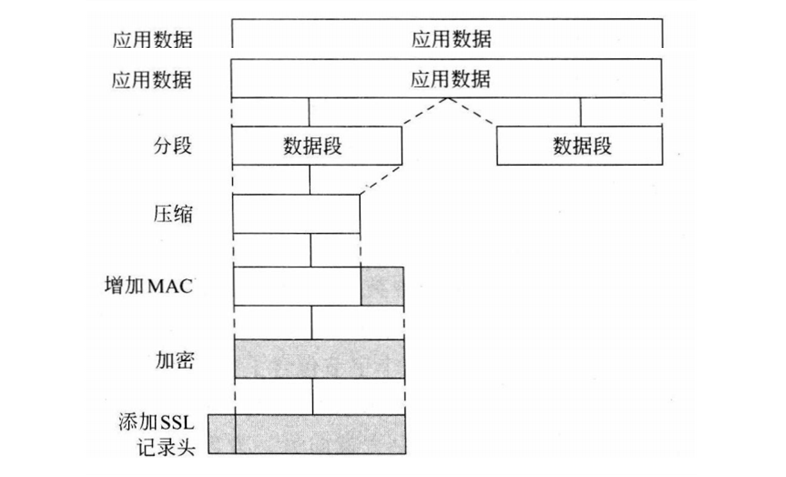 应用数据 应用数据
应用数据 应用数据
分段 数据段 数据段
压缩
增加MAC
加密
添加SSL
记录头